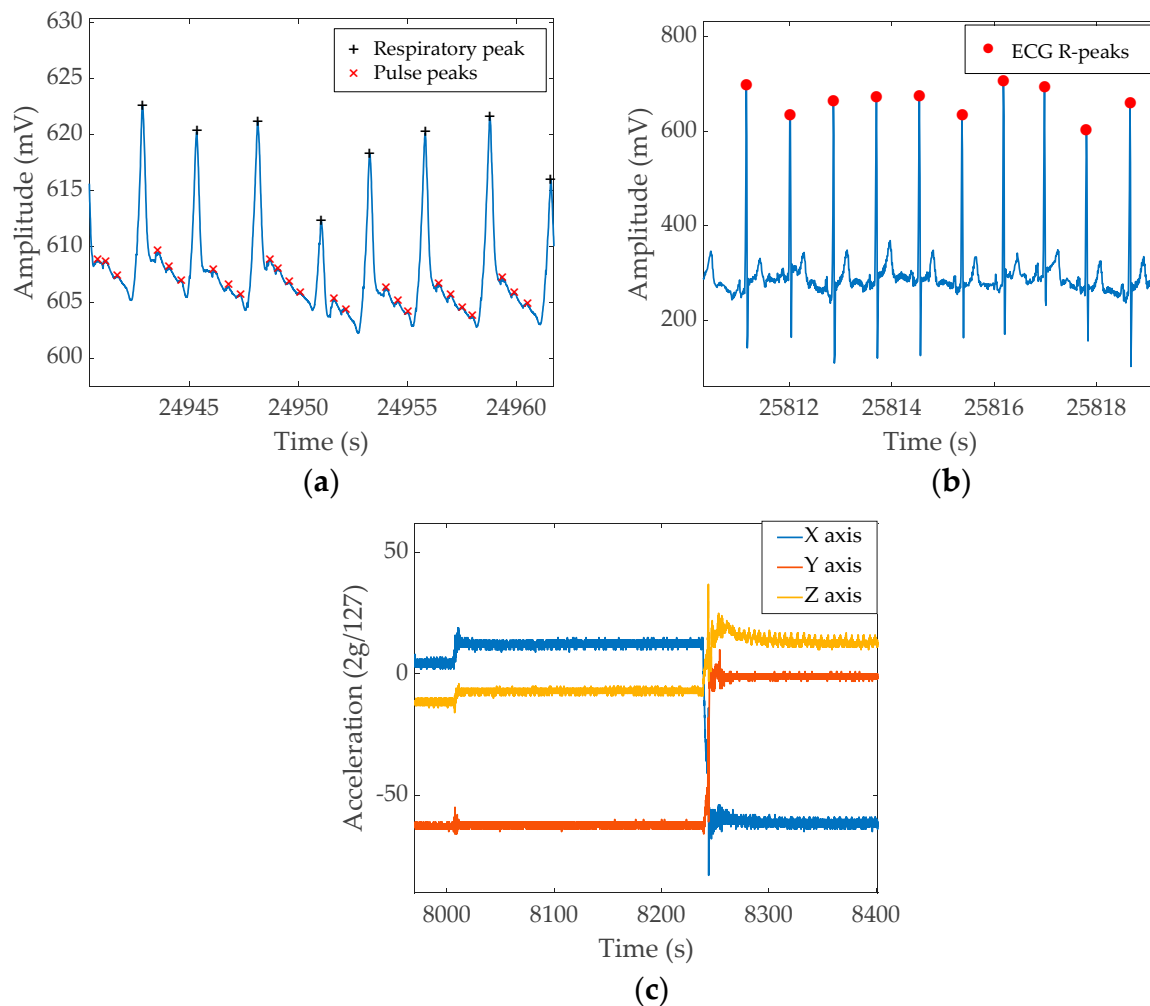 630
625
620
615
610
605
600
Amplitude (mV)
+ Respiratory peak
× Pulse peaks
24945 24950 24955 24960
Time (s)
(a)
800
600
400
200
Amplitude (mV)
ECG R-peaks
25812 25814 25816 25818
Time (s)
(b)
50
0
-50
Acceleration (2g/127)
X axis
Y axis
Z axis
8000 8100 8200 8300 8400
Time (s)
(c)